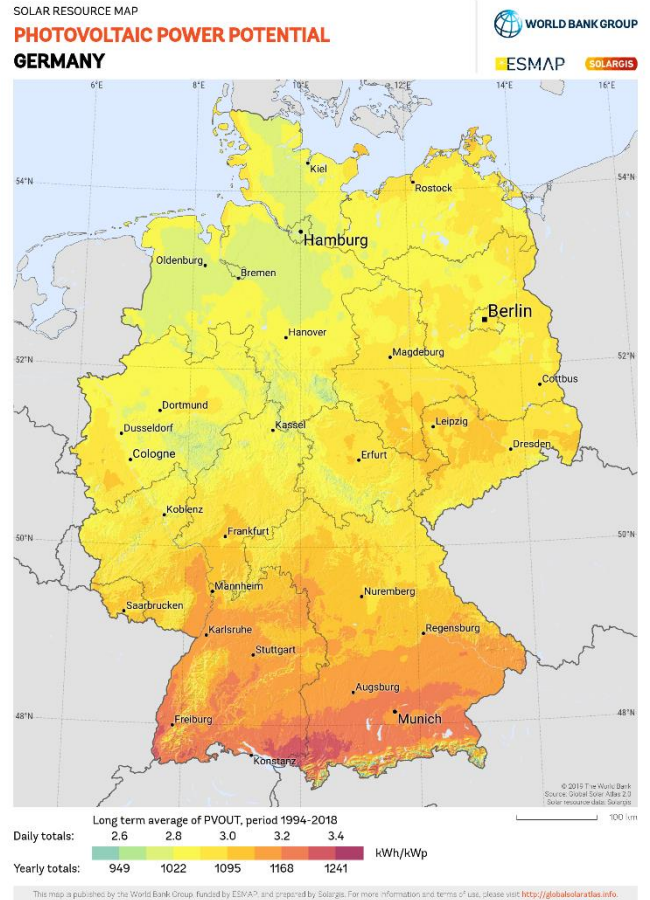 SOLAR RESOURCE MAP
PHOTOVOLTAIC POWER POTENTIAL
GERMANY
WORLD BANK GROUP
ESMAP
SOLARGIS
6°E 8°E 10°E 12°E 14°E 16°E
Kiel
54°N
54°N
Rostock
Hamburg
Oldenburg
Bremen
Berlin
Hanover
Magdeburg
52°N
52°N
Cottbus
Dortmund
Dusseldorf
Kassel
Leipzig
Cologne
Erfurt
Dresden
Koblenz
Frankfurt
50°N
50°N
Mannheim
Nuremberg
Saarbrucken
Karlsruhe
Regensburg
Stuttgart
Augsburg
48°N
48°N
Freiburg
Munich
Konstanz
© 2019 The World Bank
Source: Global Solar Atlas 2.0
Solar resource data: Solargis
100 km
Long term average of PVOUT, period 1994-2018
Daily totals: 2.6 2.8 3.0 3.2 3.4
kWh/kWp
Yearly totals: 949 1022 1095 1168 1241
This map is published by the World Bank Group, funded by ESMAP, and prepared by Solargis. For more information and terms of use, please visit http://globalsolaratlas.info.